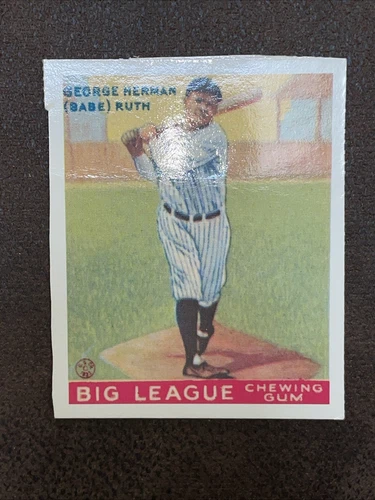 GEORGE HERMAN
(BABE) RUTH
BIG LEAGUE CHEWING
GUM